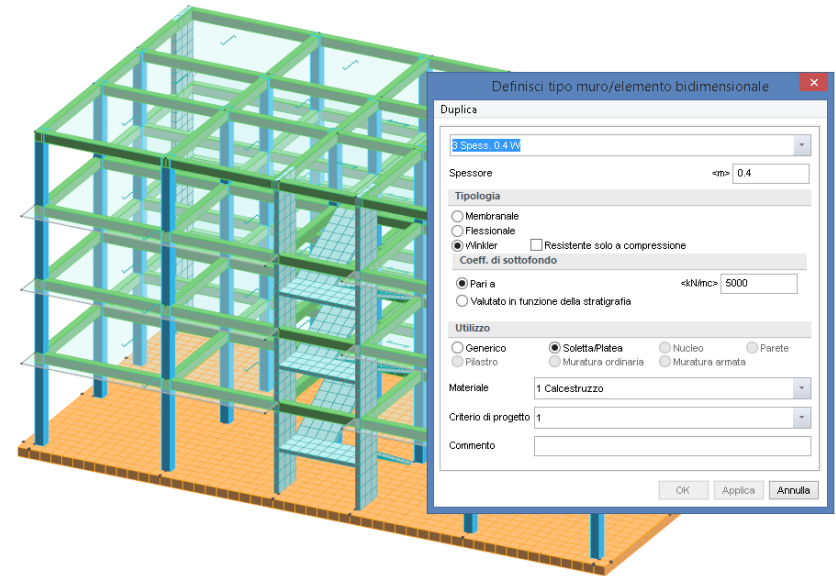 Definisci tipo muro/elemento bidimensionale
Duplica
3 Spess. 0.4 W
Spessore <m> 0.4
Tipologia
Membranale
Flessionale
Winkler Resistente solo a compressione
Coeff. di sottofondo
Pari a <kN/mc> 5000
Valutato in funzione della stratigrafia
Utilizzo
Generico Soletta/Platea Nucleo Parete
Pilastro Muratura ordinaria Muratura armata
Materiale 1 Calcestruzzo
Criterio di progetto 1
Commento
OK Applica Annulla